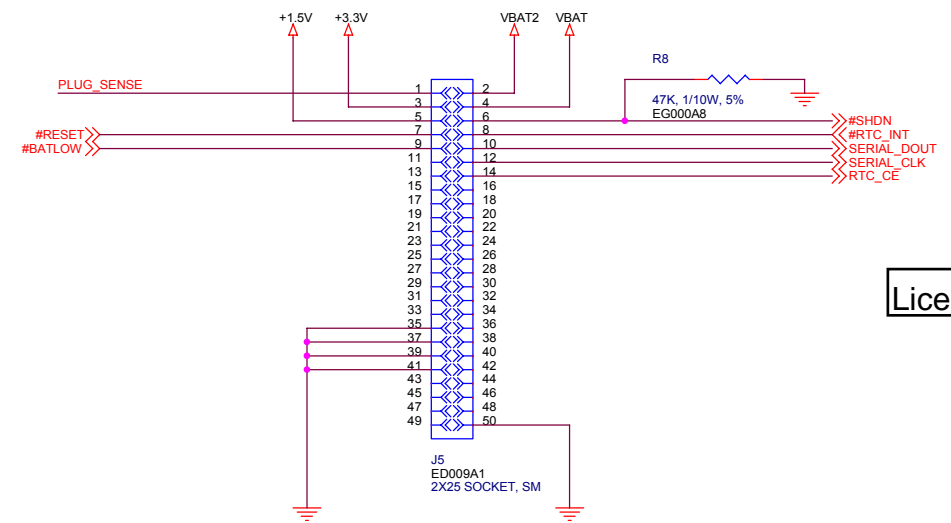 +1.5V +3.3V VBAT2 VBAT
R8
PLUG_SENSE
47K, 1/10W, 5%
EG000A8
1 2
3 4
5 6 #SHDN
#RESET 7 8 #RTC_INT
#BATLOW 9 10 SERIAL_DOUT
11 12 SERIAL_CLK
13 14 RTC_CE
15 16
17 18
19 20
21 22
23 24
25 26
27 28
29 30
31 32
33 34
35 36
37 38
39 40
41 42
43 44
45 46
47 48
49 50
Lice
J5
ED009A1
2X25 SOCKET, SM